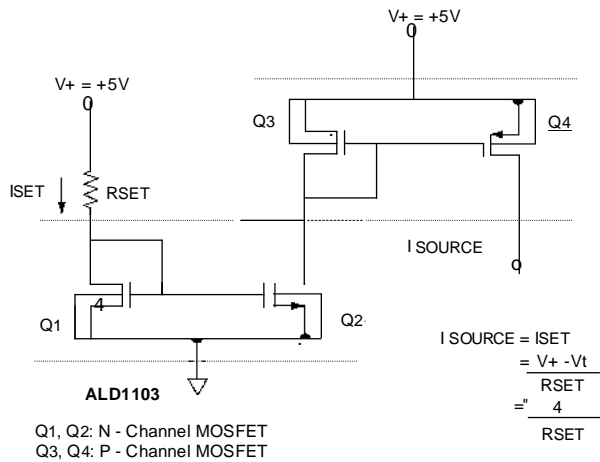 V+ = +5V
0
V+ = +5V
0
Q3
Q4
ISET
RSET
I SOURCE
o
4
Q1
Q2
I SOURCE = ISET
= V+ -Vt
RSET
=" 4
RSET
ALD1103
Q1, Q2: N - Channel MOSFET
Q3, Q4: P - Channel MOSFET